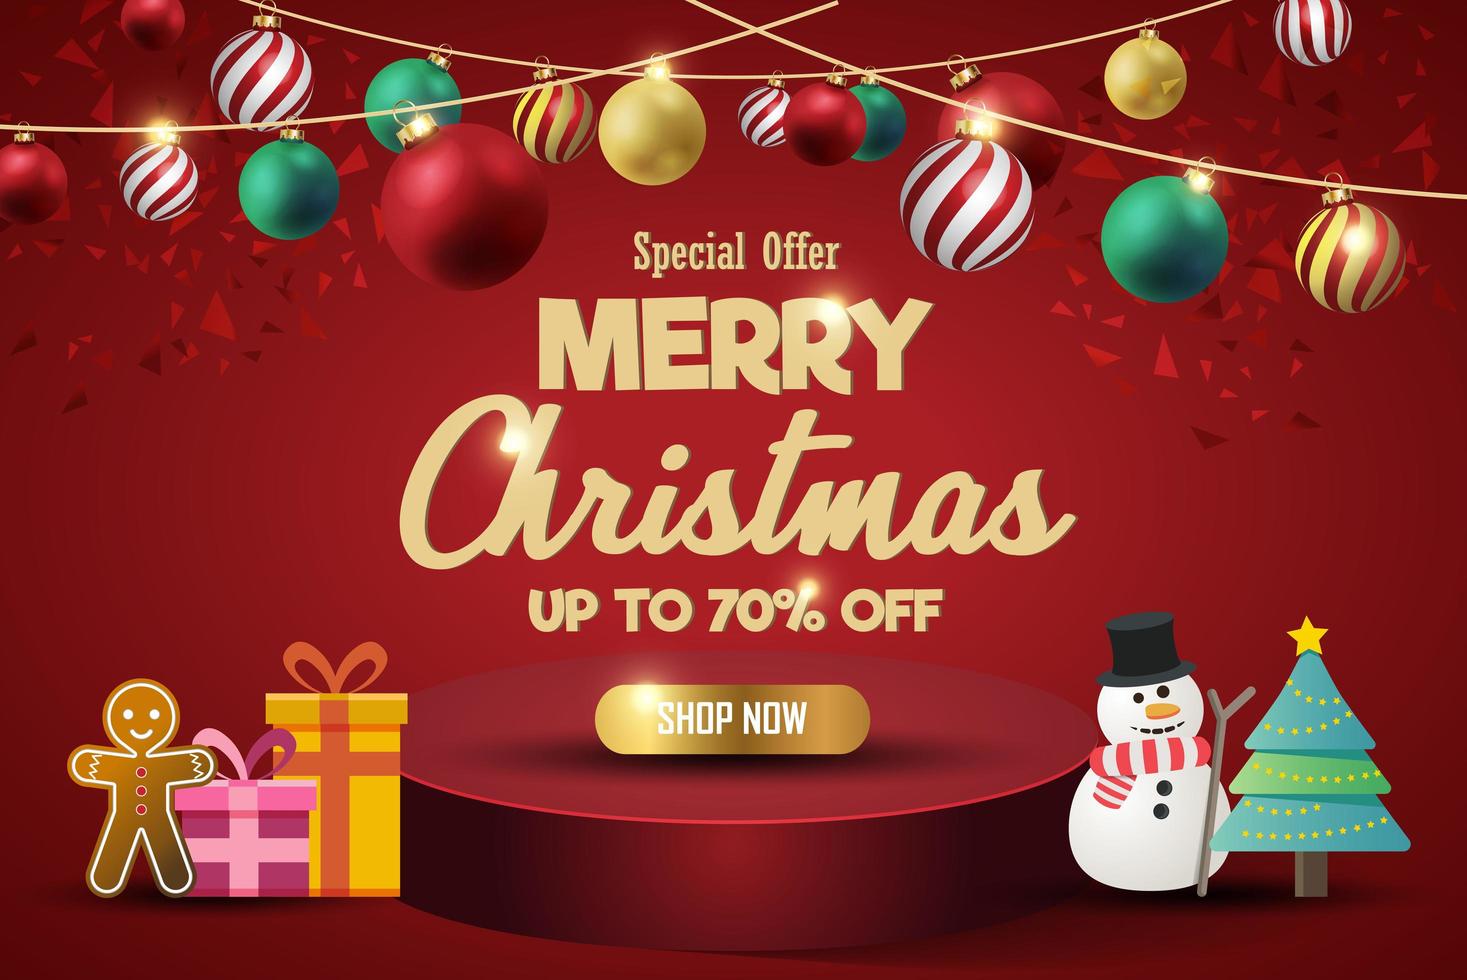 Special Offer
MERRY
Christmas
UP TO 70% OFF
SHOP NOW